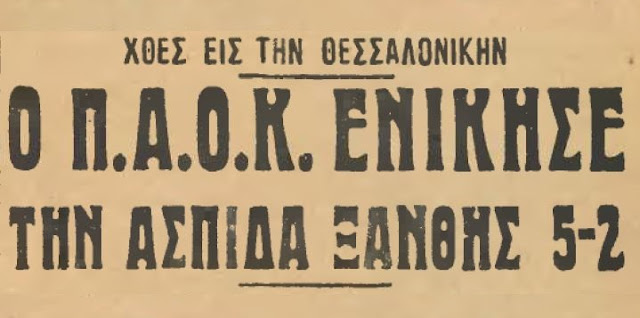 ΧΘΕΣ ΕΙΣ ΤΗΝ ΘΕΣΣΑΛΟΝΙΚΗΝ
Ο Π.Α.Ο.Κ. ΕΝΙΚΗΣΕ
ΤΗΝ ΑΣΠΙΔΑ ΞΑΝΘΗΣ 5-2